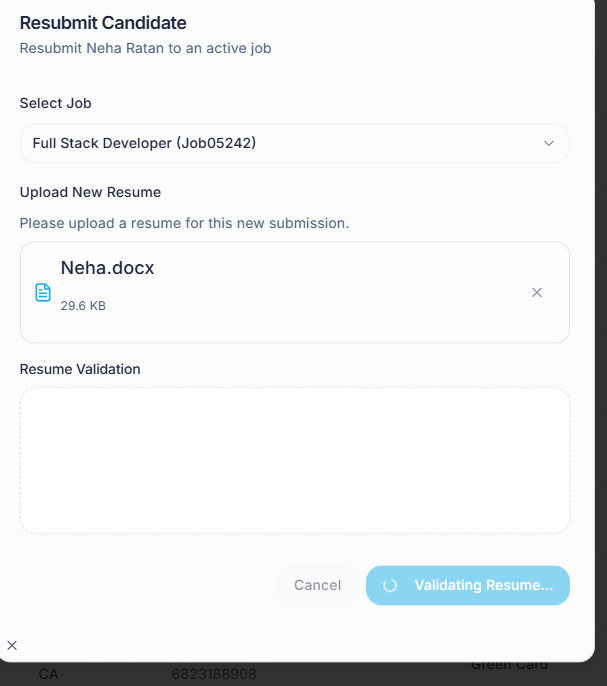 Resubmit Candidate
Resubmit Neha Ratan to an active job
Select Job
Full Stack Developer (Job05242)
Upload New Resume
Please upload a resume for this new submission.
Neha.docx
29.6 KB
Resume Validation
Cancel
Validating Resume...
Green Card
CA
6823188908